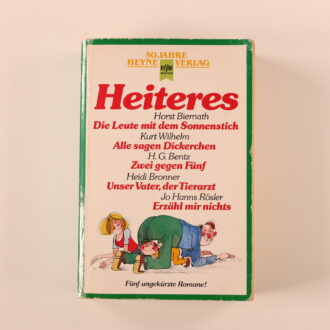 50 JAHRE
HEYNE VERLAG
Heiteres
Horst Biernath
Die Leute mit dem Sonnenstich
Kurt Wilhelm
Alle sagen Dickerchen
H. G. Bentz
Zwei gegen Fünf
Heidi Bronner
Unser Vater, der Tierarzt
Jo Hanns Rösler
Erzähl mir nichts
Fünf ungekürzte Romane!